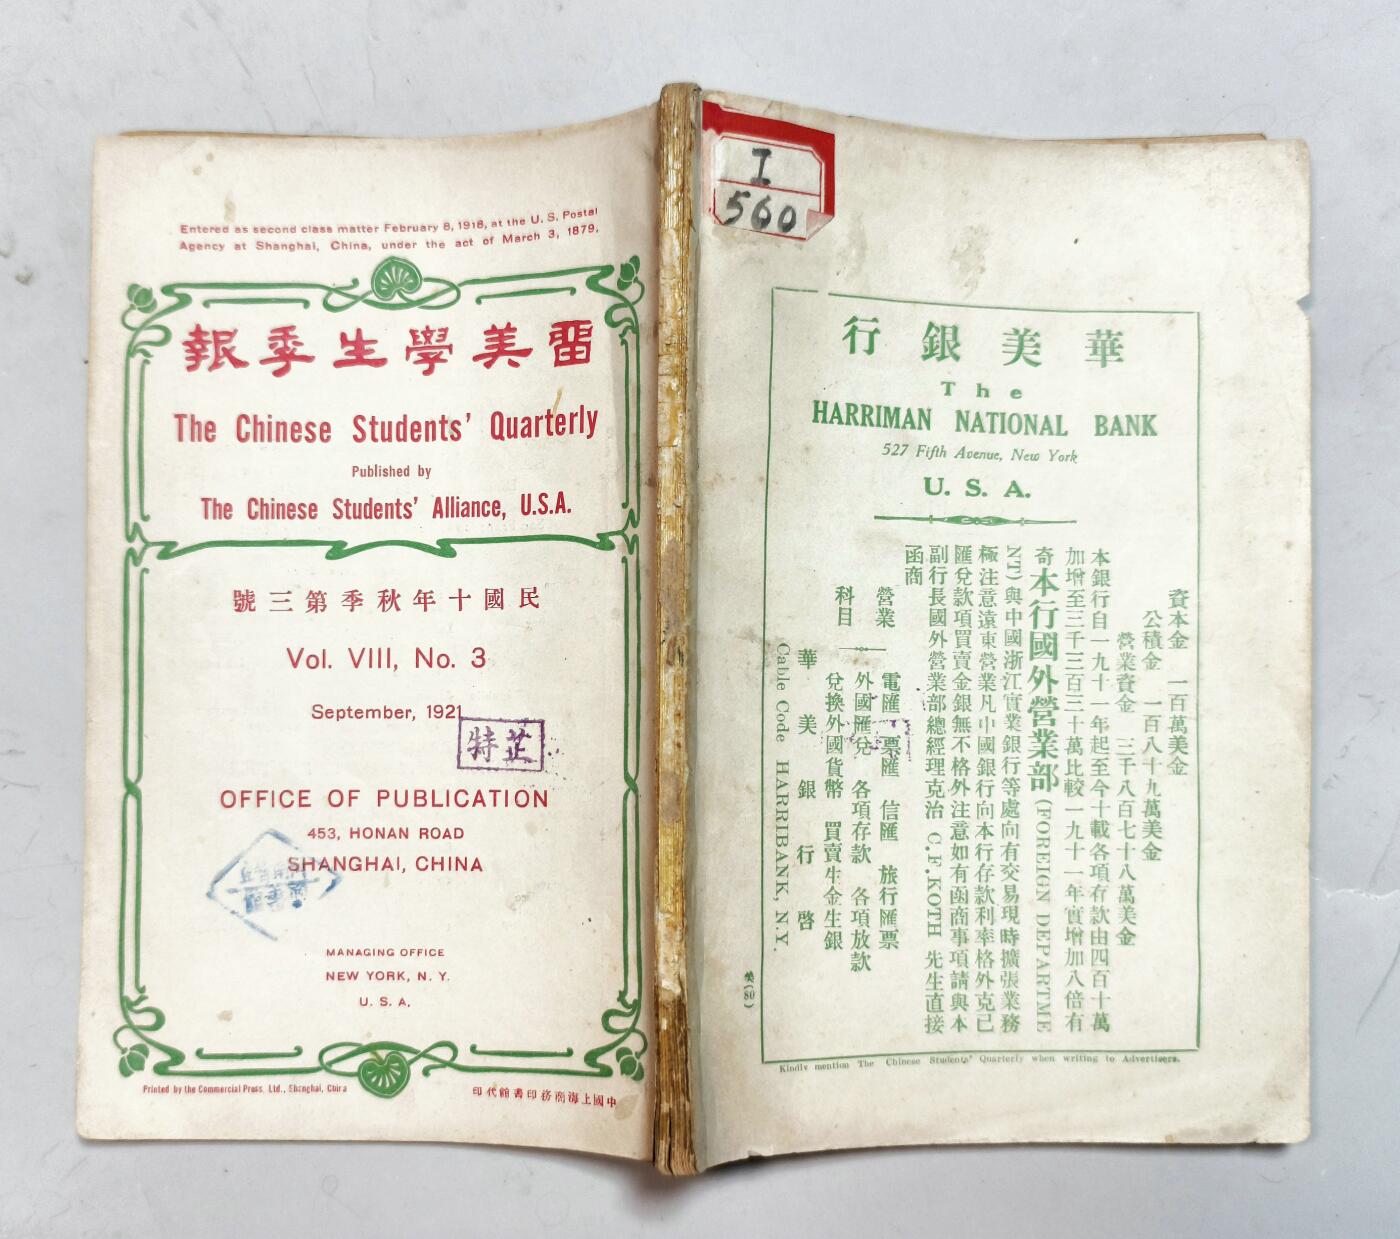 Entered as second class matter February 8, 1918, at the U. S. Postal
Agency at Shanghai, China, under the act of March 3, 1879.
報季生學美畱
The Chinese Students' Quarterly
Published by
The Chinese Students' Alliance, U.S.A.
號三第季秋年十國民
Vol. VIII, No. 3
September, 1921
特芷
OFFICE OF PUBLICATION
453, HONAN ROAD
SHANGHAI, CHINA
MANAGING OFFICE
NEW YORK, N. Y.
U. S. A.
Printed by the Commercial Press, Ltd., Shanghai, China
印代館書印務商海上國中
I
560
行銀美華
The
HARRIMAN NATIONAL BANK
527 Fifth Avenue, New York
U. S. A.
資本金 一百萬美金
公積金 一百八十九萬美金
營業資金 三千八百七十八萬美金
本銀行自一九十一年起至今十載各項存款由四百十萬
加增至三千三百三十萬比較一九十一年實增加八倍有
奇本行國外營業部(FOREIGN DEPARTME
NT)與中國浙江實業銀行等處向有交易現時擴張業務
極注意遠東營業凡中國銀行向本行存款利率格外克己
匯兌款項買賣金銀無不格外注意如有函商事項請與本
副行長國外營業部總經理克治 C.F.KOTH 先生直接
函商
營業
科目
電匯 票匯 信匯 旅行匯票
外國匯兌 各項存款 各項放款
兌換外國貨幣 買賣生金生銀
華美銀行啓
Cable Code HARRIBANK, N.Y.
美(80)
Kindly mention The Chinese Students' Quarterly when writing to Advertisers.